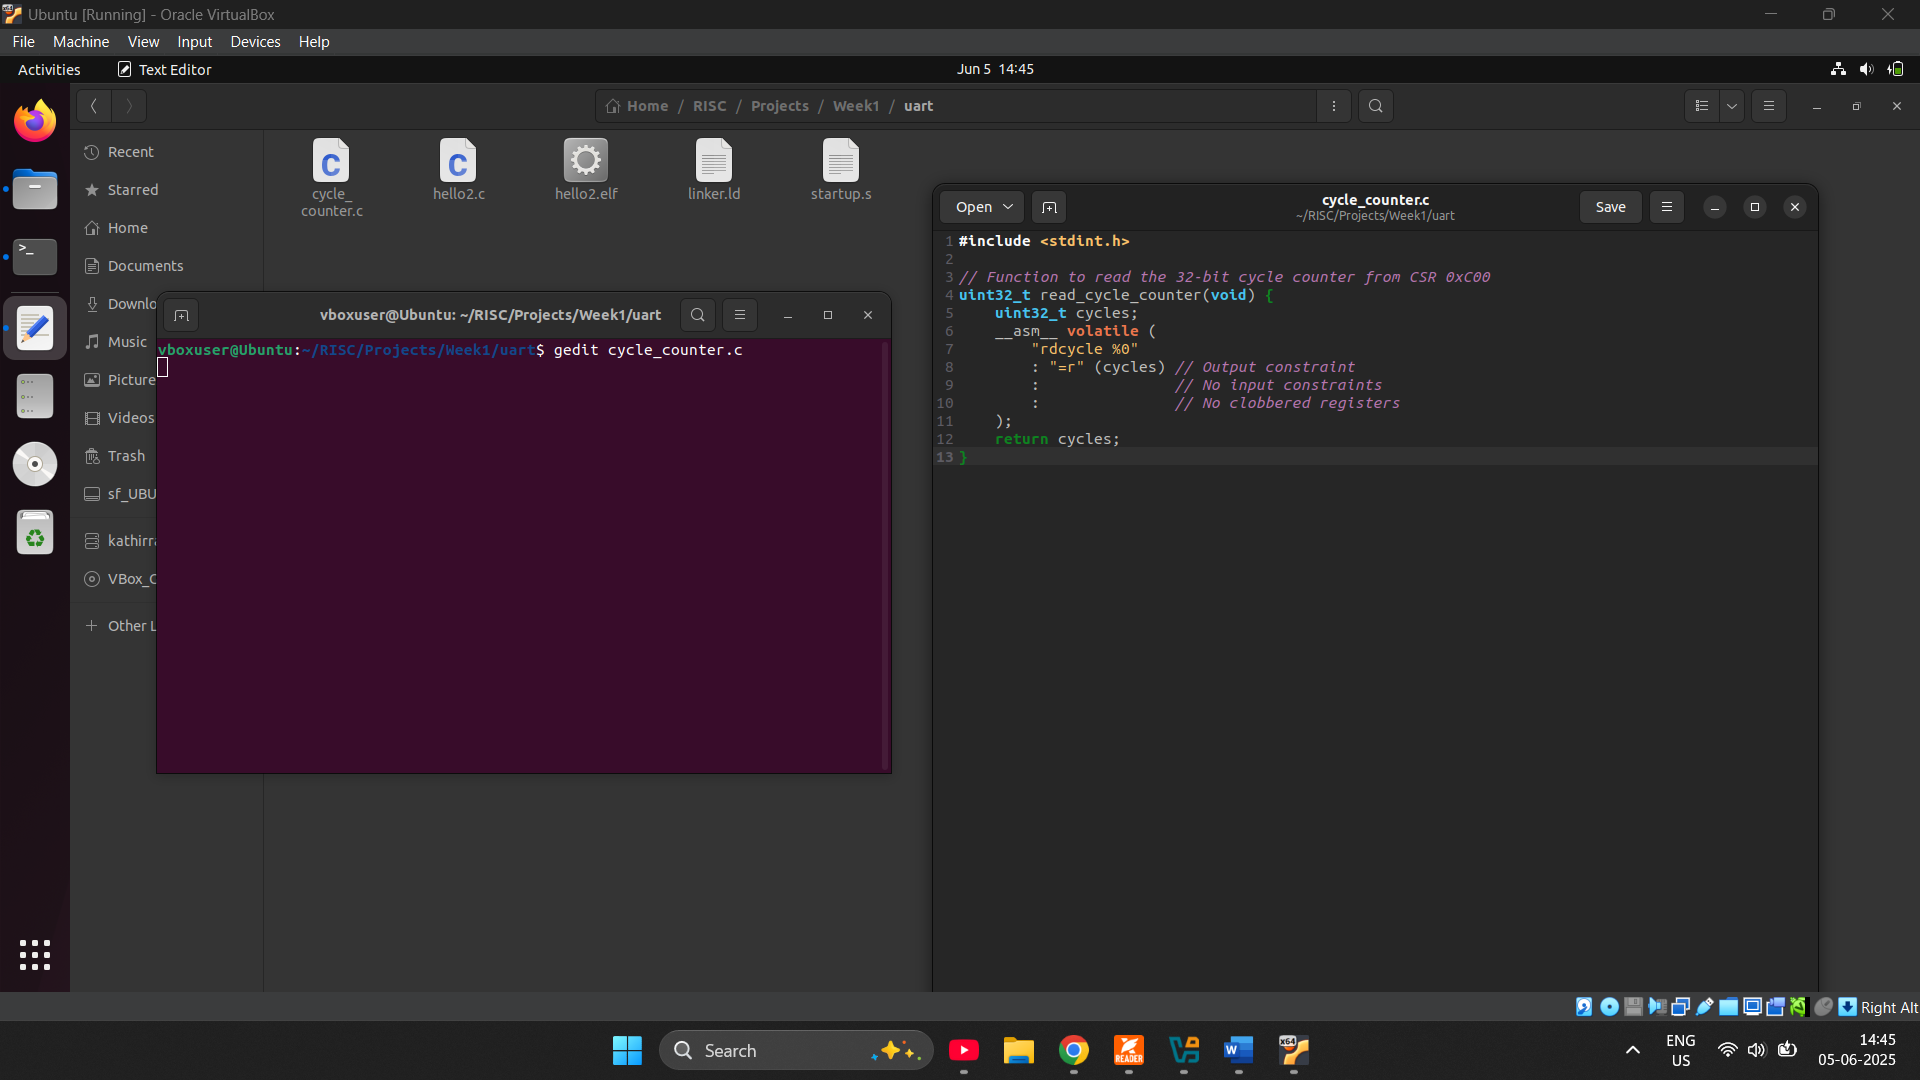 Ubuntu [Running] - Oracle VirtualBox
File Machine View Input Devices Help
Activities Text Editor Jun 5 14:45
Home / RISC / Projects / Week1 / uart
Recent
Starred
Home
Documents
Downlo
Music
Picture
Videos
Trash
sf_UBU
kathirra
VBox_C
Other L
cycle_
counter.c
hello2.c
hello2.elf
linker.ld
startup.s
vboxuser@Ubuntu: ~/RISC/Projects/Week1/uart
vboxuser@Ubuntu:~/RISC/Projects/Week1/uart$ gedit cycle_counter.c
Open
cycle_counter.c
~/RISC/Projects/Week1/uart
Save
1 #include <stdint.h>
2
3 // Function to read the 32-bit cycle counter from CSR 0xC00
4 uint32_t read_cycle_counter(void) {
5 uint32_t cycles;
6 __asm__ volatile (
7 "rdcycle %0"
8 : "=r" (cycles) // Output constraint
9 : // No input constraints
10 : // No clobbered registers
11 );
12 return cycles;
13 }
Right Alt
Search
READER
W
x64
ENG
US
14:45
05-06-2025